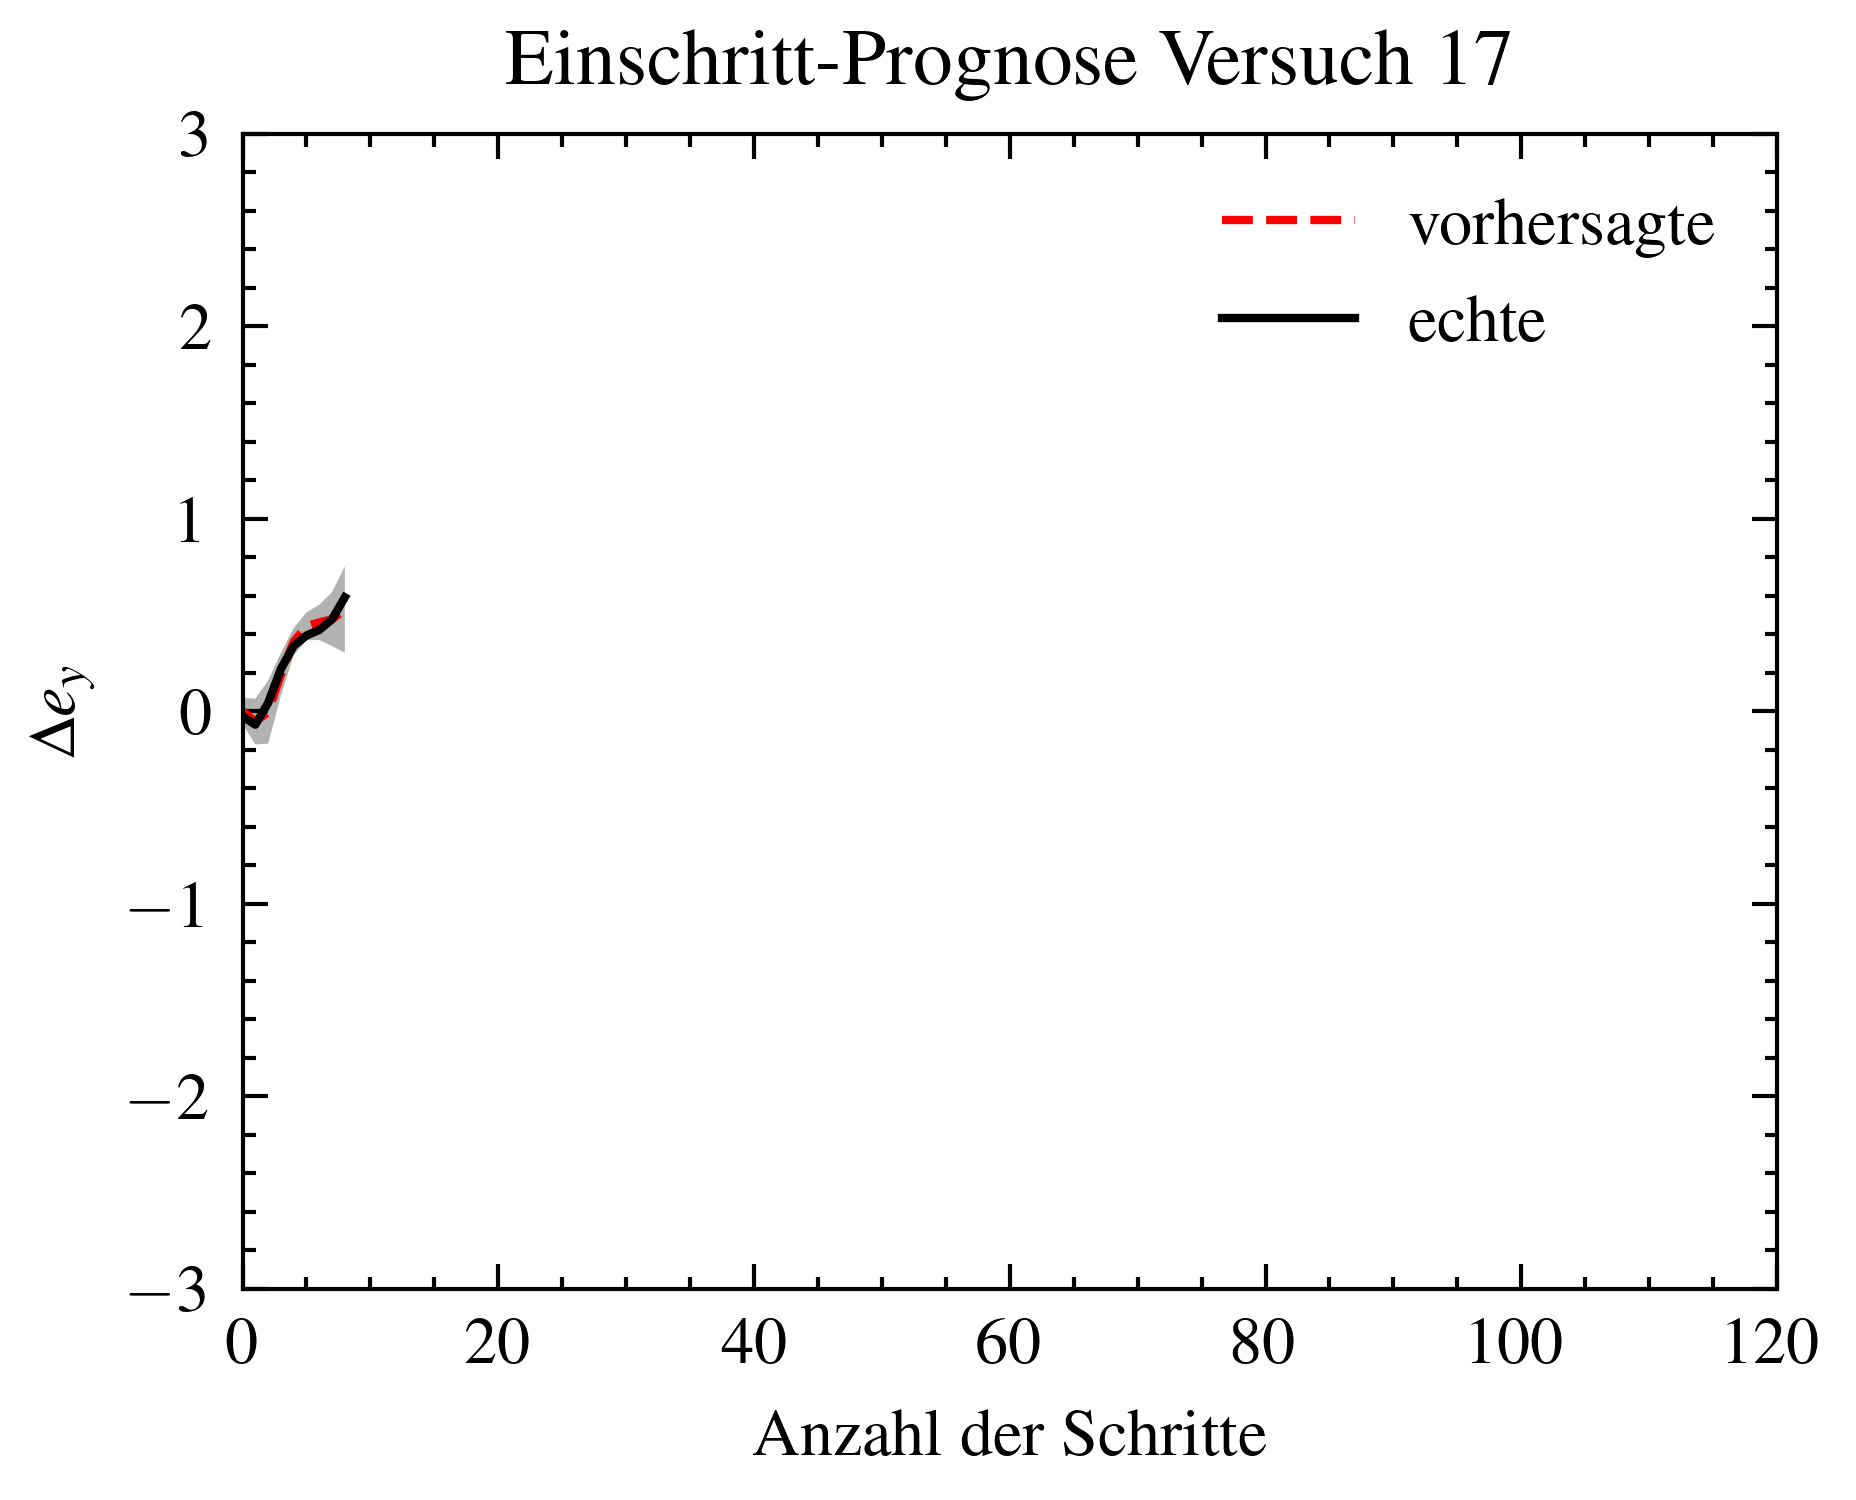 Einschritt-Prognose Versuch 17
3
2
1
0
−1
−2
−3
Δe_y
vorhersagte
echte
0 20 40 60 80 100 120
Anzahl der Schritte